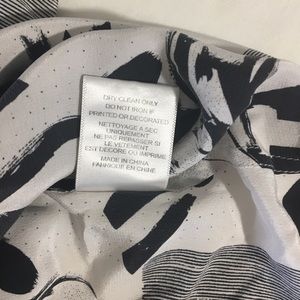 DRY CLEAN ONLY
DO NOT IRON IF
PRINTED OR DECORATED
NETTOYAGE A SEC
UNIQUEMENT
NE PAS REPASSER SI
LE VETEMENT
EST DECORE OU IMPRIME
MADE IN CHINA
FABRIQUE EN CHINE